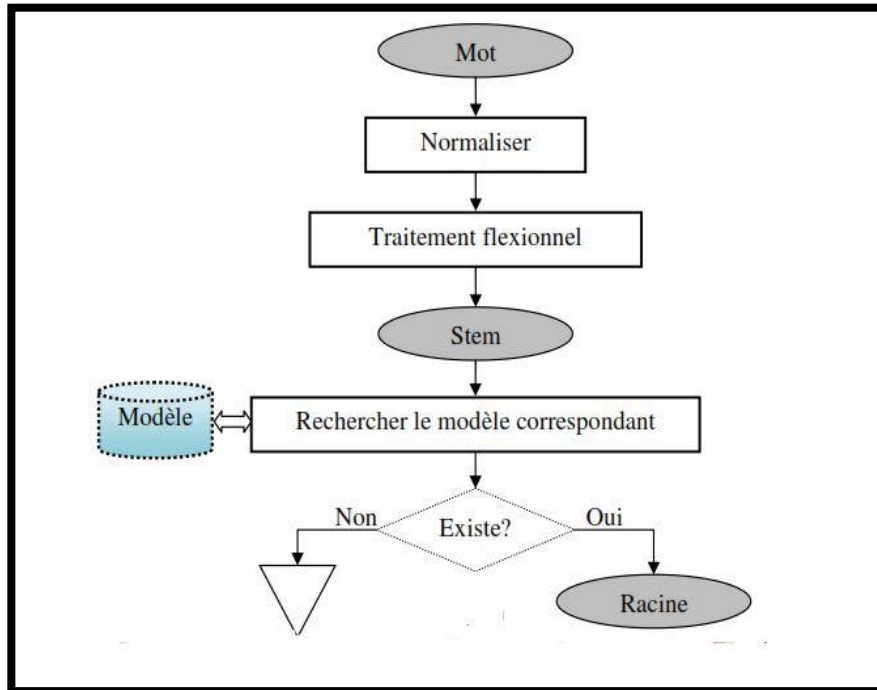 Mot
Normaliser
Traitement flexionnel
Stem
Modèle
Rechercher le modèle correspondant
Non
Existe?
Oui
Racine